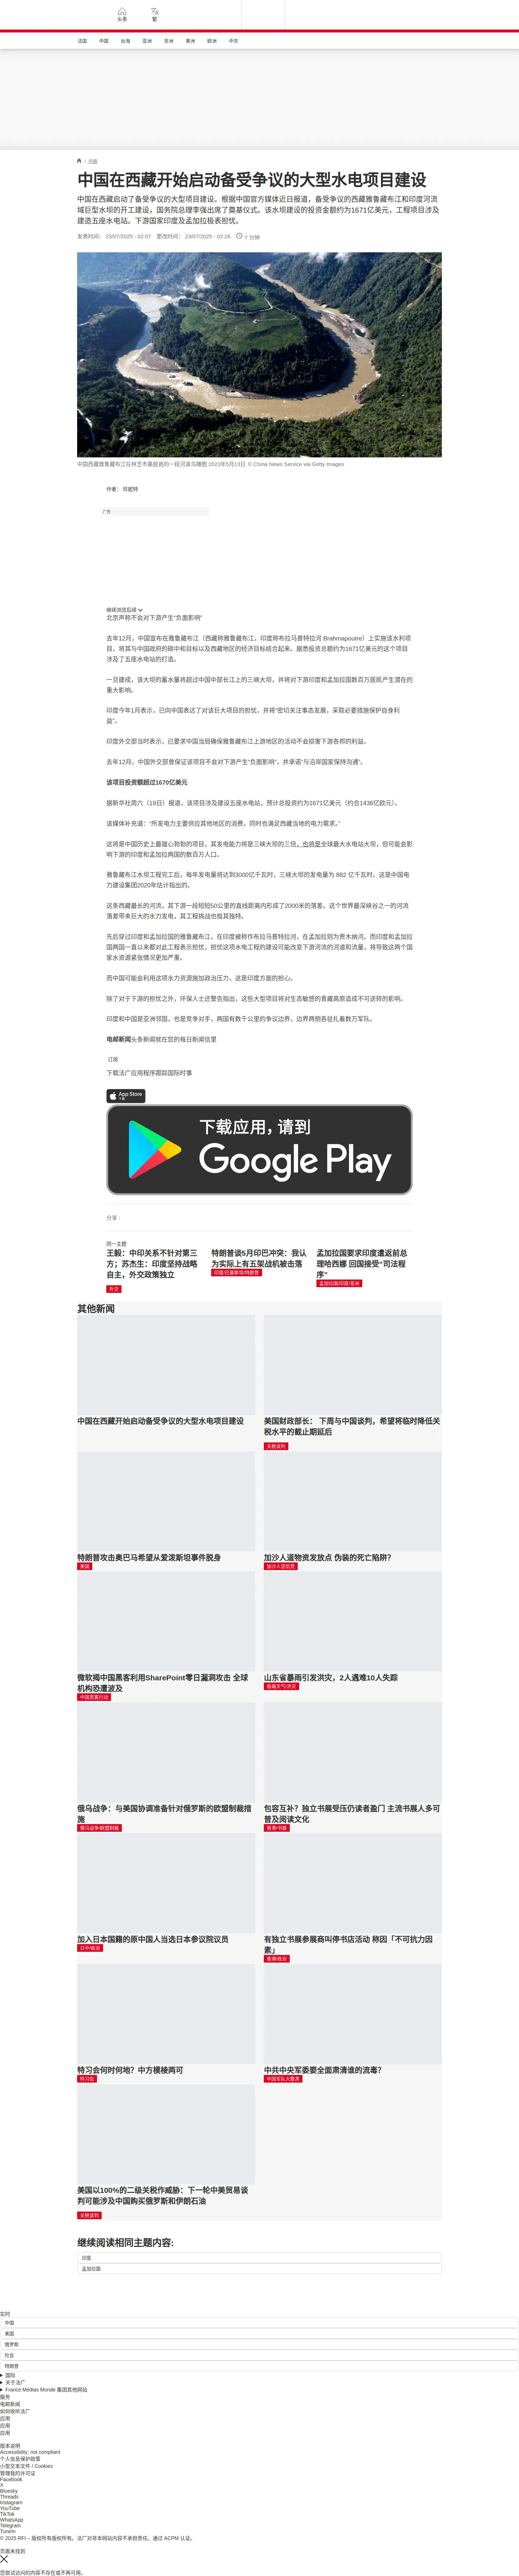 头条
繁
法国 中国 台海 亚洲 非洲 美洲 欧洲 中东
/ 中国
中国在西藏开始启动备受争议的大型水电项目建设
中国在西藏启动了备受争议的大型项目建设。根据中国官方媒体近日报道，备受争议的西藏雅鲁藏布江和印度河流
域巨型水坝的开工建设，国务院总理李强出席了奠基仪式。该水坝建设的投资金额约为1671亿美元，工程项目涉及
建造五座水电站。下游国家印度及孟加拉极表担忧。
发表时间： 23/07/2025 - 02:07 更改时间： 23/07/2025 - 02:26 7 分钟
中国西藏雅鲁藏布江在林芝市墨脱县的一段河道鸟瞰图 2023年5月13日 © China News Service via Getty Images
作者： 珍妮特
广告
继续浏览后续
北京声称不会对下游产生“负面影响”
去年12月，中国宣布在雅鲁藏布江（西藏称雅鲁藏布江，印度称布拉马普特拉河 Brahmapoutre）上实施该水利项
目，将其与中国政府的碳中和目标以及西藏地区的经济目标结合起来。据悉投资总额约为1671亿美元的这个项目
涉及了五座水电站的打造。
一旦建成，该大坝的蓄水量将超过中国中部长江上的三峡大坝，并将对下游印度和孟加拉国数百万居民产生潜在的
重大影响。
印度今年1月表示，已向中国表达了对该巨大项目的担忧，并将“密切关注事态发展，采取必要措施保护自身利
益”。
印度外交部当时表示，已要求中国当局确保雅鲁藏布江上游地区的活动不会损害下游各邦的利益。
去年12月，中国外交部曾保证该项目不会对下游产生“负面影响”。并承诺“与沿岸国家保持沟通”。
该项目投资额超过1670亿美元
据新华社周六（19日）报道，该项目涉及建设五座水电站，预计总投资约为1671亿美元（约合1436亿欧元）。
该媒体补充道：“所发电力主要供应其他地区的消费，同时也满足西藏当地的电力需求。”
这将是中国历史上最雄心勃勃的项目，其发电能力将是三峡大坝的三倍，也将是全球最大水电站大坝，但可能会影
响下游的印度和孟加拉两国的数百万人口。
雅鲁藏布江水坝工程完工后，每年发电量将达到3000亿千瓦时，三峡大坝的发电量为 882 亿千瓦时。这是中国电
力建设集团2020年估计指出的。
这条西藏最长的河流，其下游一段短短50公里的直线距离内形成了2000米的落差。这个世界最深峡谷之一的河流
落差带来巨大的水力发电，其工程挑战也极其独特。
先后穿过印度和孟加拉国的雅鲁藏布江，在印度被称作布拉马普特拉河。在孟加拉则为贾木纳河。而印度和孟加拉
国两国一直以来都对此工程表示担忧，担忧这项水电工程的建设可能改变下游河流的河道和流量，将导致这两个国
家水资源紧张情况更加严重。
而中国可能会利用这项水力资源施加政治压力，这是印度方面的担心。
除了对于下游的担忧之外，环保人士还警告指出，这些大型项目将对生态敏感的青藏高原造成不可逆转的影响。
印度和中国是亚洲邻国，也是竞争对手，两国有数千公里的争议边界，边界两侧各驻扎着数万军队。
电邮新闻头条新闻就在您的每日新闻信里
订阅
下载法广应用程序跟踪国际时事
App Store
下载
下载应用，请到
Google Play
分享 :
同一主题
王毅：中印关系不针对第三方；苏杰生：印度坚持战略自主，外交政策独立
外交
特朗普谈5月印巴冲突：我认为实际上有五架战机被击落
印度/巴基斯坦/特朗普
孟加拉国要求印度遣返前总理哈西娜 回国接受“司法程序”
孟加拉国/印度/亚洲
其他新闻
中国在西藏开始启动备受争议的大型水电项目建设
美国财政部长： 下周与中国谈判，希望将临时降低关税水平的截止期延后
关税谈判
特朗普攻击奥巴马希望从爱泼斯坦事件脱身
美国
加沙人道物资发放点 伪装的死亡陷阱？
加沙人道饥荒
微软揭中国黑客利用SharePoint零日漏洞攻击 全球机构恐遭波及
中国黑客行动
山东省暴雨引发洪灾，2人遇难10人失踪
极端天气/洪灾
俄乌战争：与美国协调准备针对俄罗斯的欧盟制裁措施
俄乌战争/欧盟制裁
包容互补？独立书展受压仍读者盈门 主流书展人多可普及阅读文化
香港/书展
加入日本国籍的原中国人当选日本参议院议员
日中/政治
有独立书展参展商叫停书店活动 称因「不可抗力因素」
香港/政治
特习会何时何地？中方模棱两可
特习会
中共中央军委要全面肃清谁的流毒？
中国军队大整肃
美国以100%的二级关税作威胁：下一轮中美贸易谈判可能涉及中国购买俄罗斯和伊朗石油
关税谈判
继续阅读相同主题内容:
印度
孟加拉国
实时
中国
美国
俄罗斯
社会
特朗普
国际
关于法广
France Médias Monde 集团其他网站
服务
电邮新闻
如何收听法广
应用
应用
应用
版本说明
Accessibility: not compliant
个人信息保护政策
小型文本文件 / Cookies
管理我的许可证
Facebook
X
Bluesky
Threads
Instagram
YouTube
TikTok
WhatsApp
Telegram
TuneIn
© 2025 RFI – 版权所有版权所有。法广对非本网站内容不承担责任。通过 ACPM 认证。
页面未找到
您尝试访问的内容不存在或不再可用。